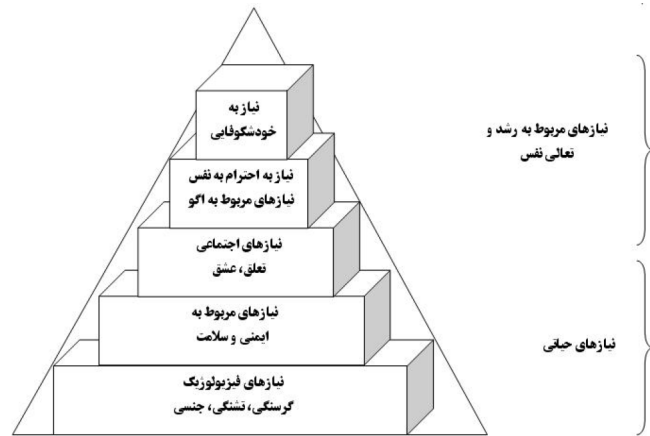 نیاز به
خودشکوفایی
نیازهای مربوط به رشد و
تعالی نفس
نیاز به احترام به نفس
نیازهای مربوط به اگو
نیازهای اجتماعی
تعلق، عشق
نیازهای مربوط به
ایمنی و سلامت
نیازهای حیاتی
نیازهای فیزیولوژیک
گرسنگی، تشنگی، جنسی